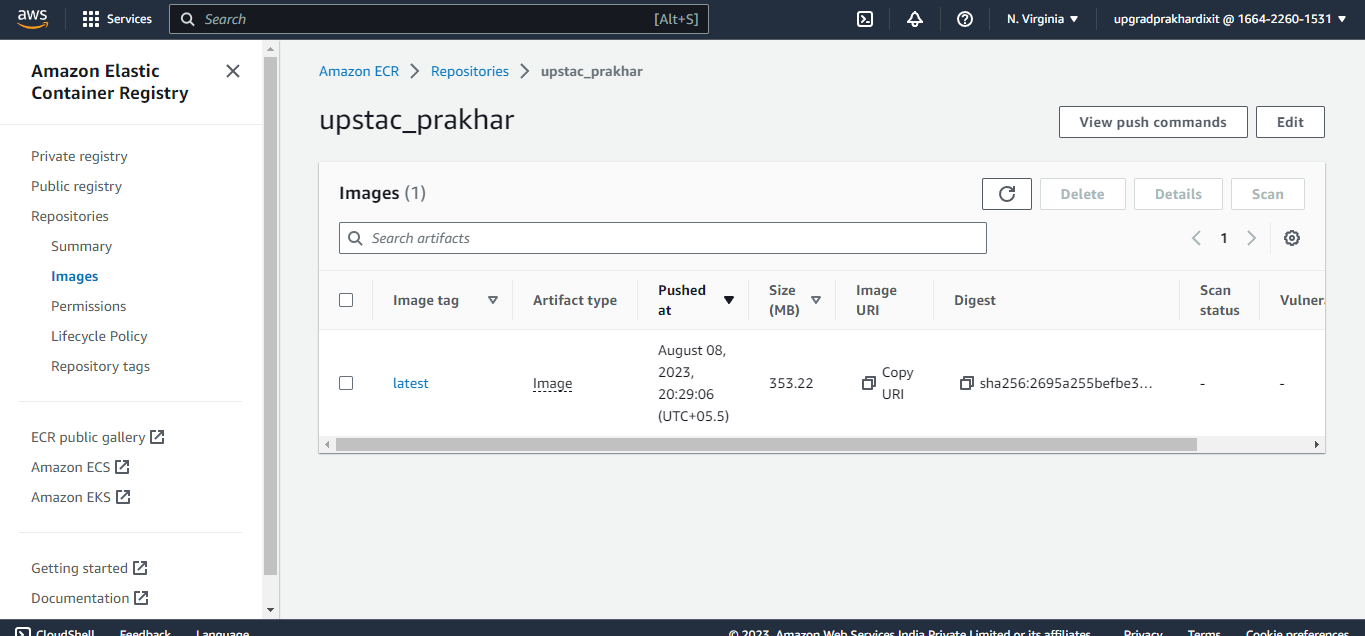 aws
Services
Search
[Alt+S]
N. Virginia
upgradprakhardixit @ 1664-2260-1531
Amazon Elastic
Container Registry
Private registry
Public registry
Repositories
Summary
Images
Permissions
Lifecycle Policy
Repository tags
ECR public gallery
Amazon ECS
Amazon EKS
Getting started
Documentation
Amazon ECR
Repositories
upstac_prakhar
upstac_prakhar
View push commands
Edit
Images (1)
Delete
Details
Scan
Search artifacts
1
Image tag
Artifact type
Pushed
at
Size
(MB)
Image
URI
Digest
Scan
status
Vulnera
latest
Image
August 08,
2023,
20:29:06
(UTC+05.5)
353.22
Copy
URI
sha256:2695a255befbe3...
-
-
CloudShell
Feedback
Language
© 2023, Amazon Web Services India Private Limited or its affiliates.
Privacy
Terms
Cookie preferences